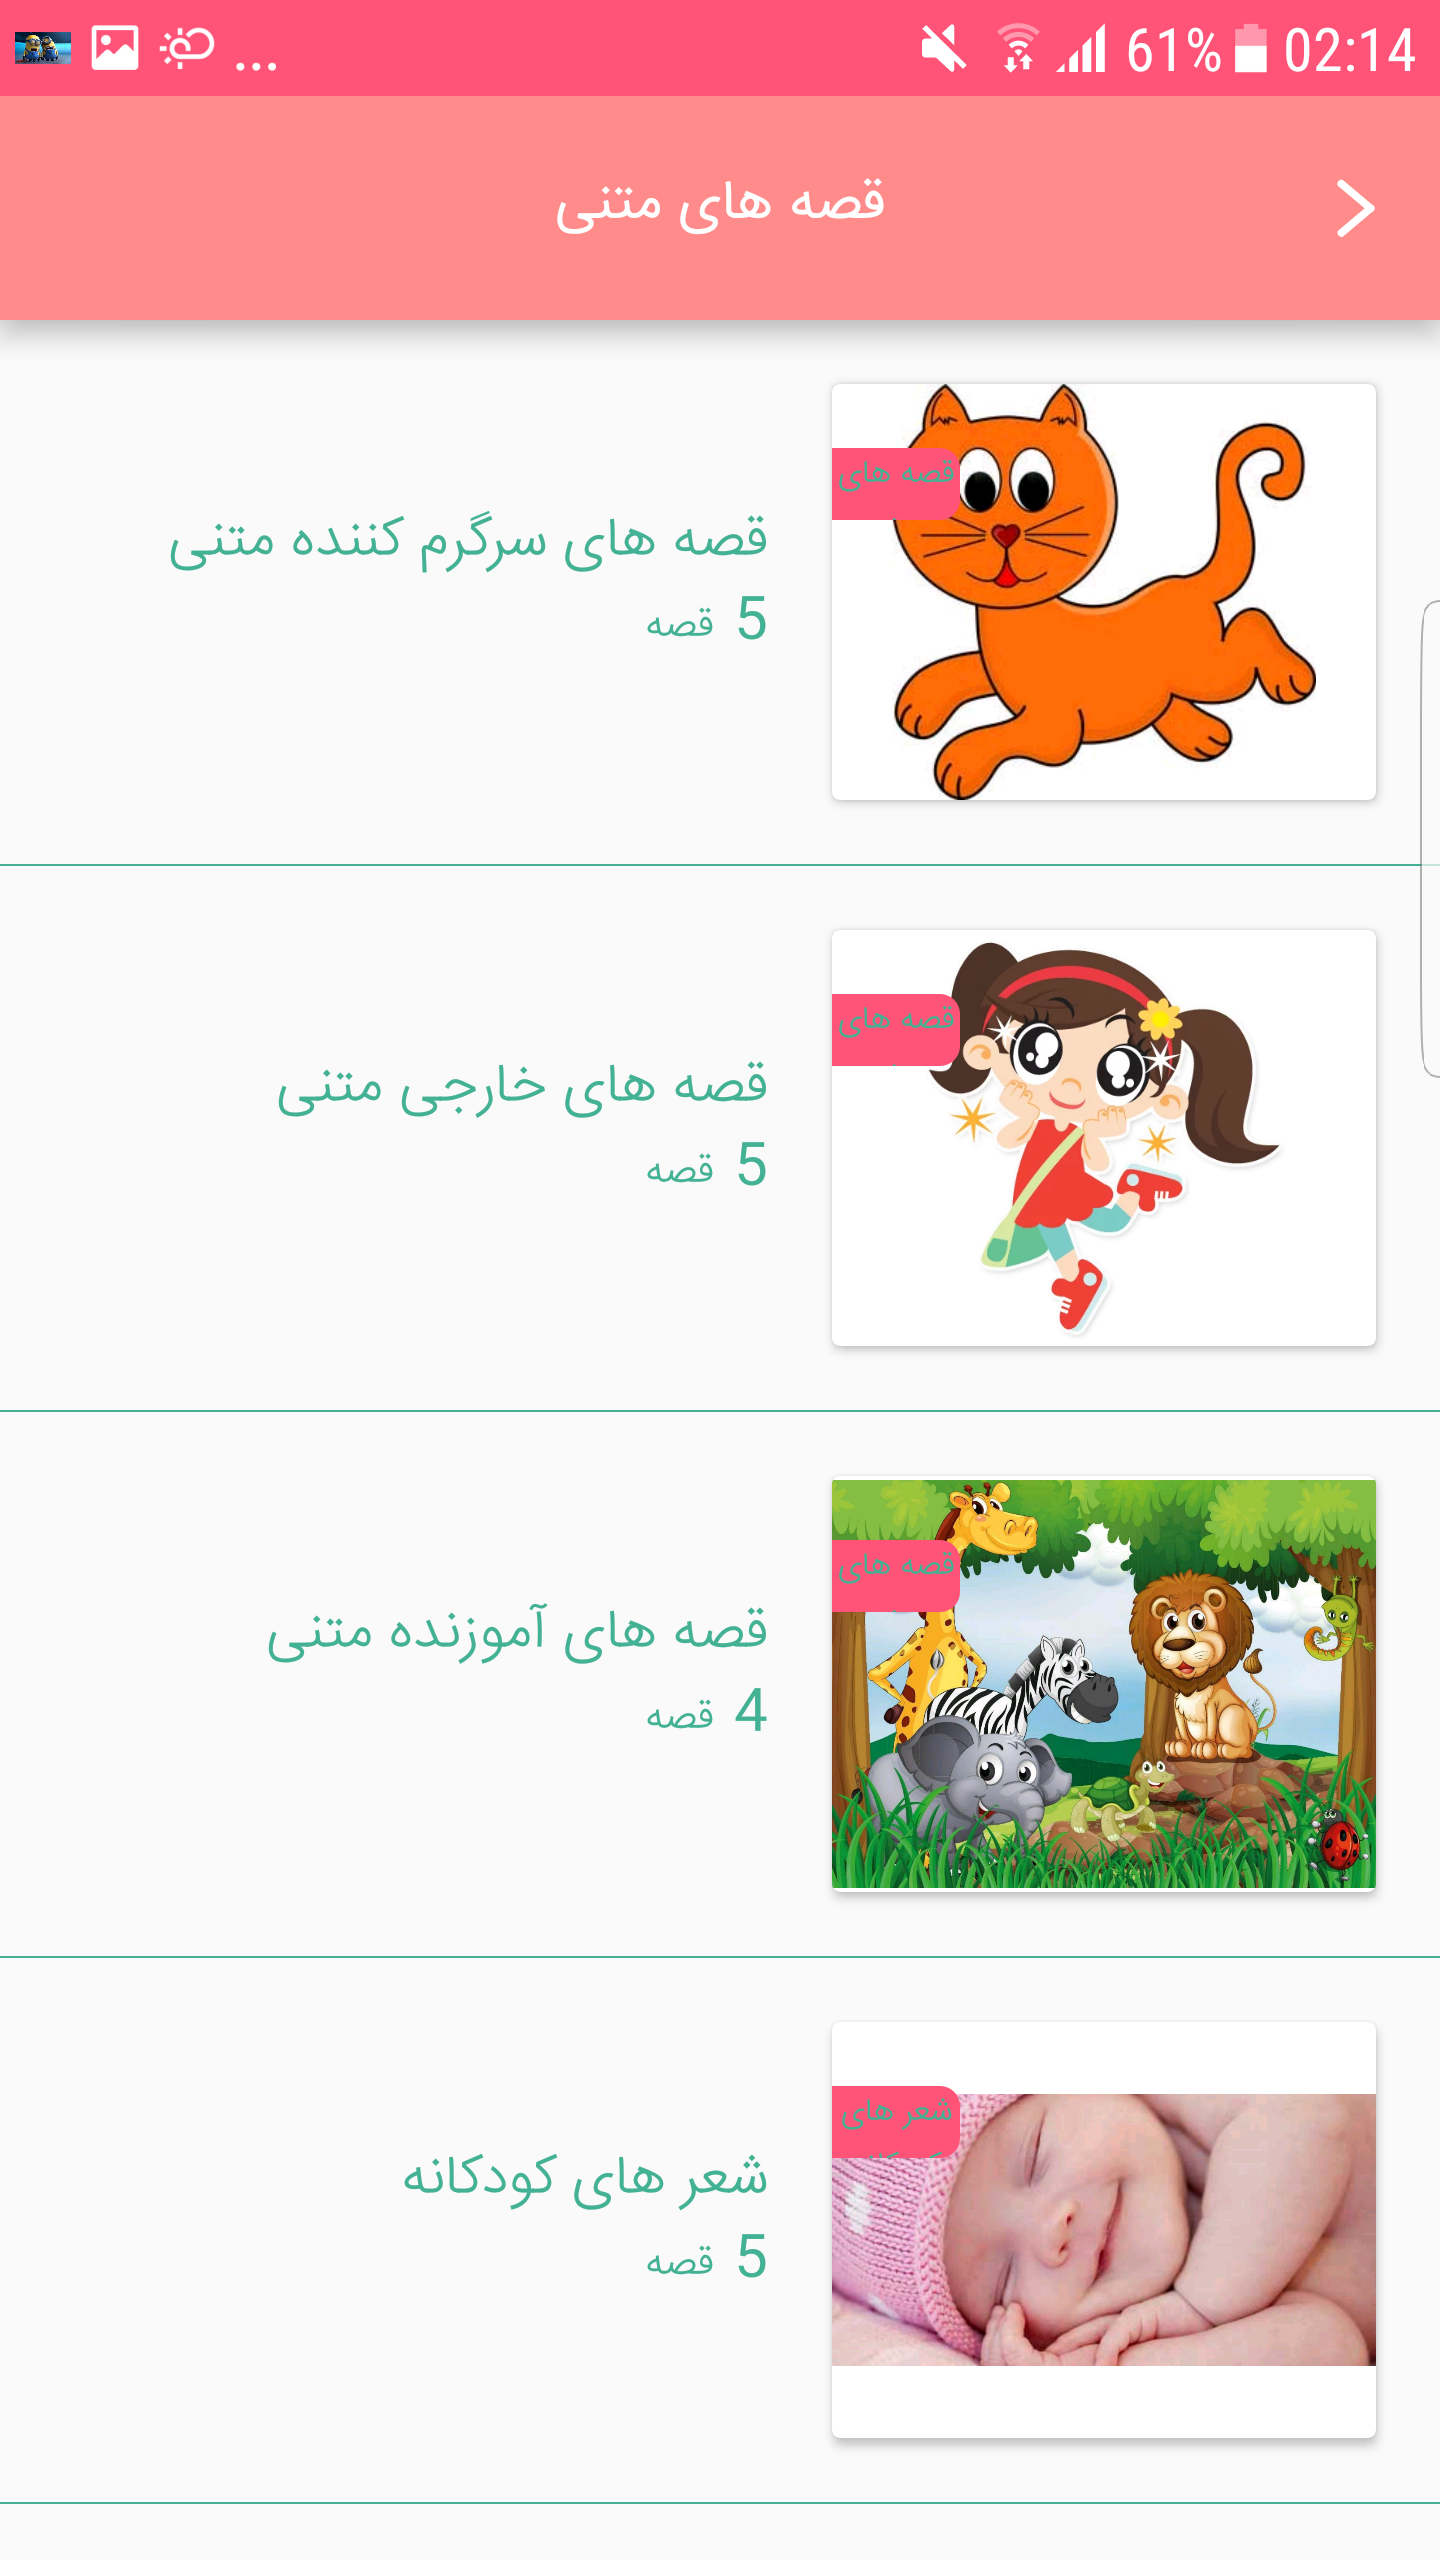 ... 61% 02:14
قصه های متنی
قصه های
قصه های سرگرم کننده متنی
5 قصه
قصه های
قصه های خارجی متنی
5 قصه
قصه های
قصه های آموزنده متنی
4 قصه
شعر های
شعر های کودکانه
5 قصه